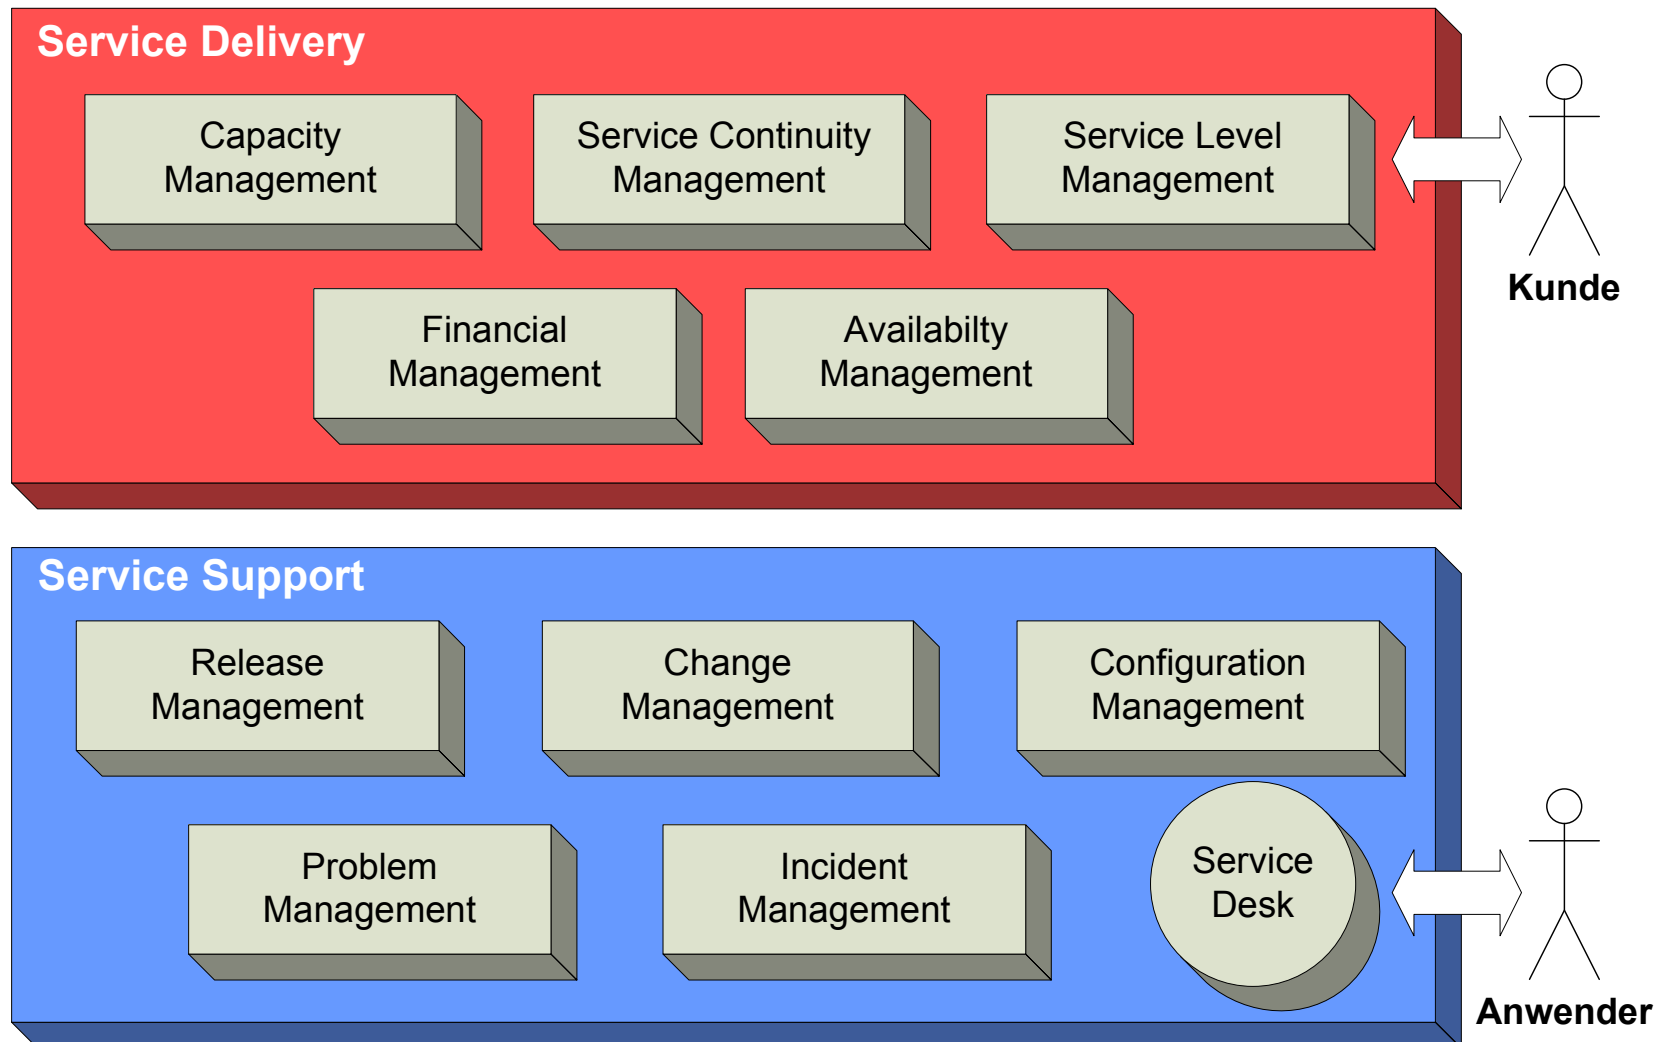 Service Delivery
Capacity
Management
Service Continuity
Management
Service Level
Management
Kunde
Financial
Management
Availabilty
Management
Service Support
Release
Management
Change
Management
Configuration
Management
Problem
Management
Incident
Management
Service
Desk
Anwender